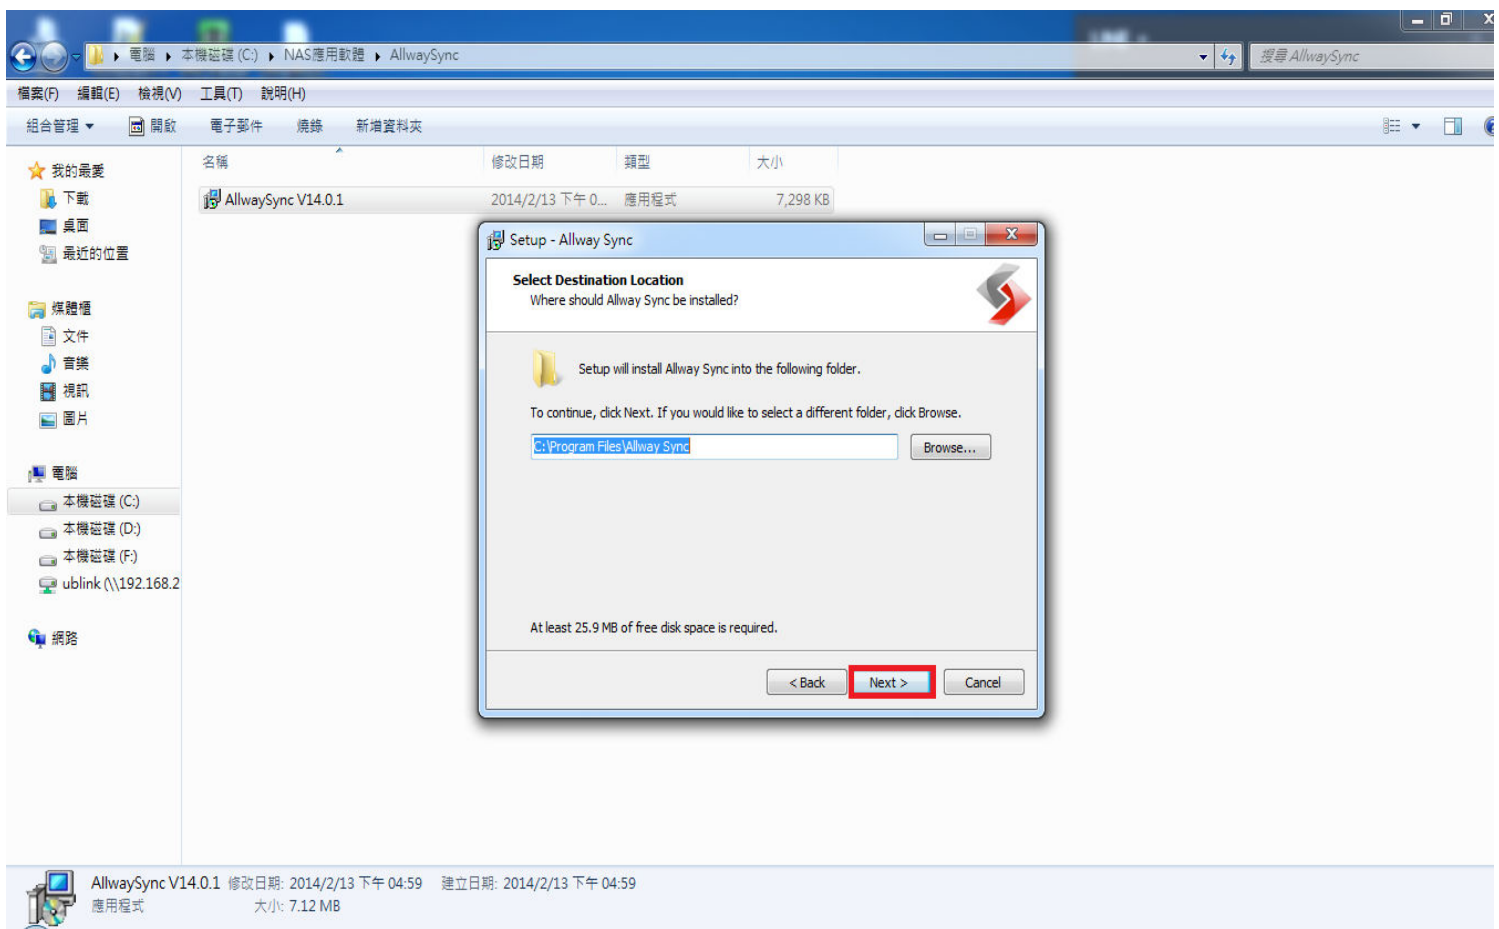 電腦 本機磁碟 (C:) NAS應用軟體 AllwaySync 搜尋 AllwaySync
檔案(F) 編輯(E) 檢視(V) 工具(T) 說明(H)
組合管理 開啟 電子郵件 燒錄 新增資料夾
我的最愛
下載
桌面
最近的位置
媒體櫃
文件
音樂
視訊
圖片
電腦
本機磁碟 (C:)
本機磁碟 (D:)
本機磁碟 (F:)
ublink (\\192.168.2
網路
名稱 修改日期 類型 大小
AllwaySync V14.0.1 2014/2/13 下午 0... 應用程式 7,298 KB
Setup - Allway Sync
Select Destination Location
Where should Allway Sync be installed?
Setup will install Allway Sync into the following folder.
To continue, click Next. If you would like to select a different folder, click Browse.
C:\Program Files\Allway Sync Browse...
At least 25.9 MB of free disk space is required.
< Back Next > Cancel
AllwaySync V14.0.1 修改日期: 2014/2/13 下午 04:59 建立日期: 2014/2/13 下午 04:59
應用程式 大小: 7.12 MB